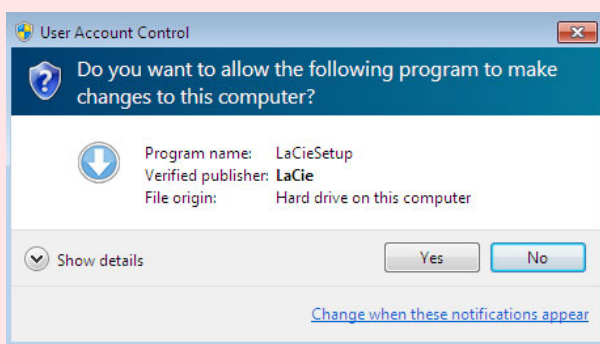 User Account Control
Do you want to allow the following program to make
changes to this computer?
Program name: LaCieSetup
Verified publisher: LaCie
File origin: Hard drive on this computer
Show details
Yes
No
Change when these notifications appear